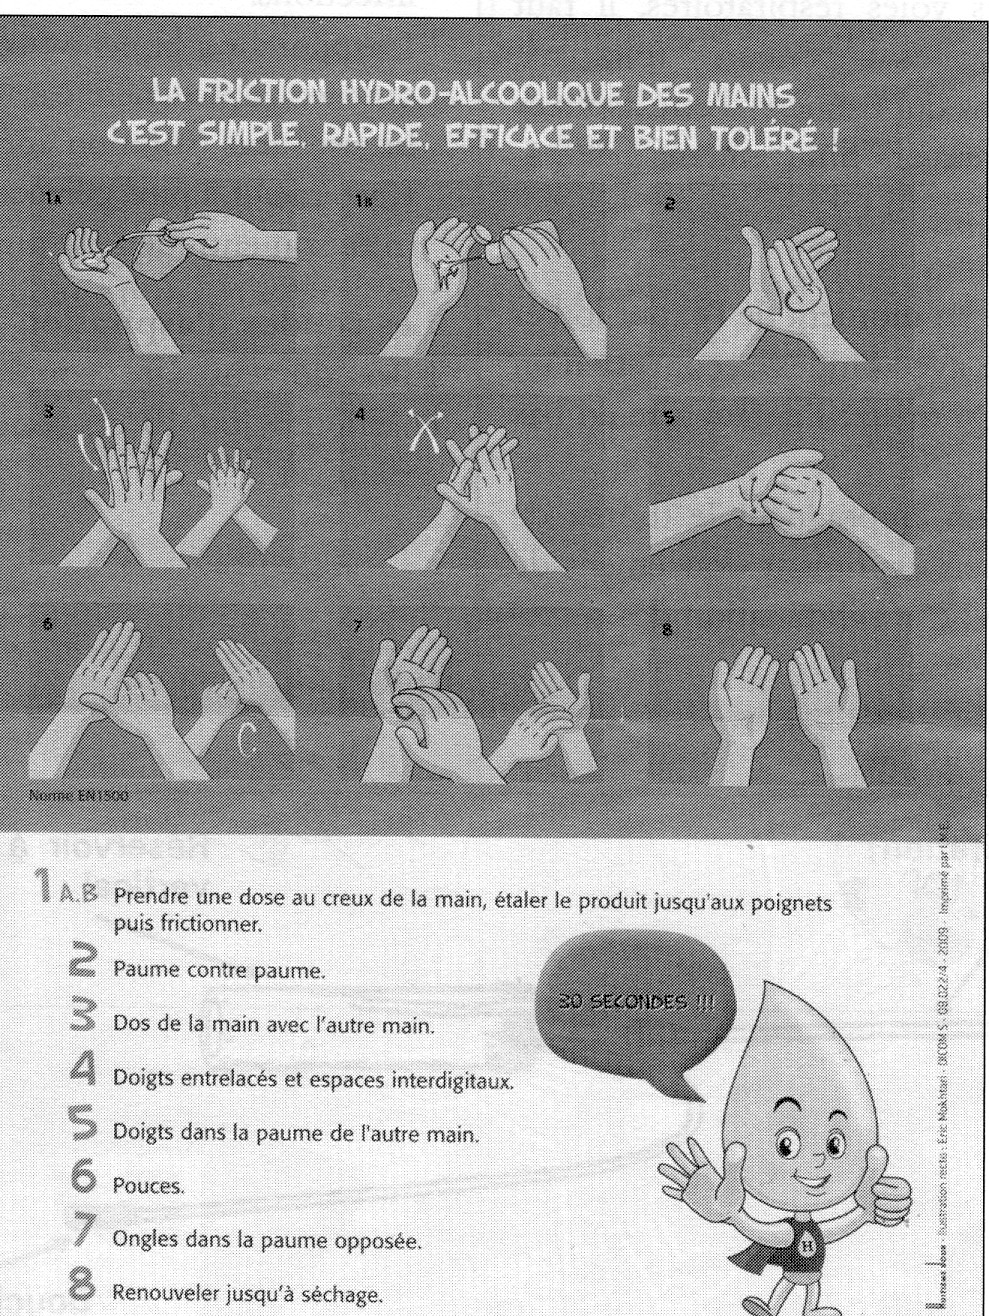 LA FRICTION HYDRO-ALCOOLIQUE DES MAINS
C'EST SIMPLE, RAPIDE, EFFICACE ET BIEN TOLÉRÉ !
1A
1B
2
3
4
5
6
7
8
Norme EN1500
1 A.B Prendre une dose au creux de la main, étaler le produit jusqu'aux poignets
puis frictionner.
2 Paume contre paume.
3 Dos de la main avec l'autre main.
4 Doigts entrelacés et espaces interdigitaux.
5 Doigts dans la paume de l'autre main.
6 Pouces.
7 Ongles dans la paume opposée.
8 Renouveler jusqu'à séchage.
30 SECONDES !!!
H
Illustration recto : Eric Mokhtari - DICOM S - 09.022/4 - 2009 - Imprimé par